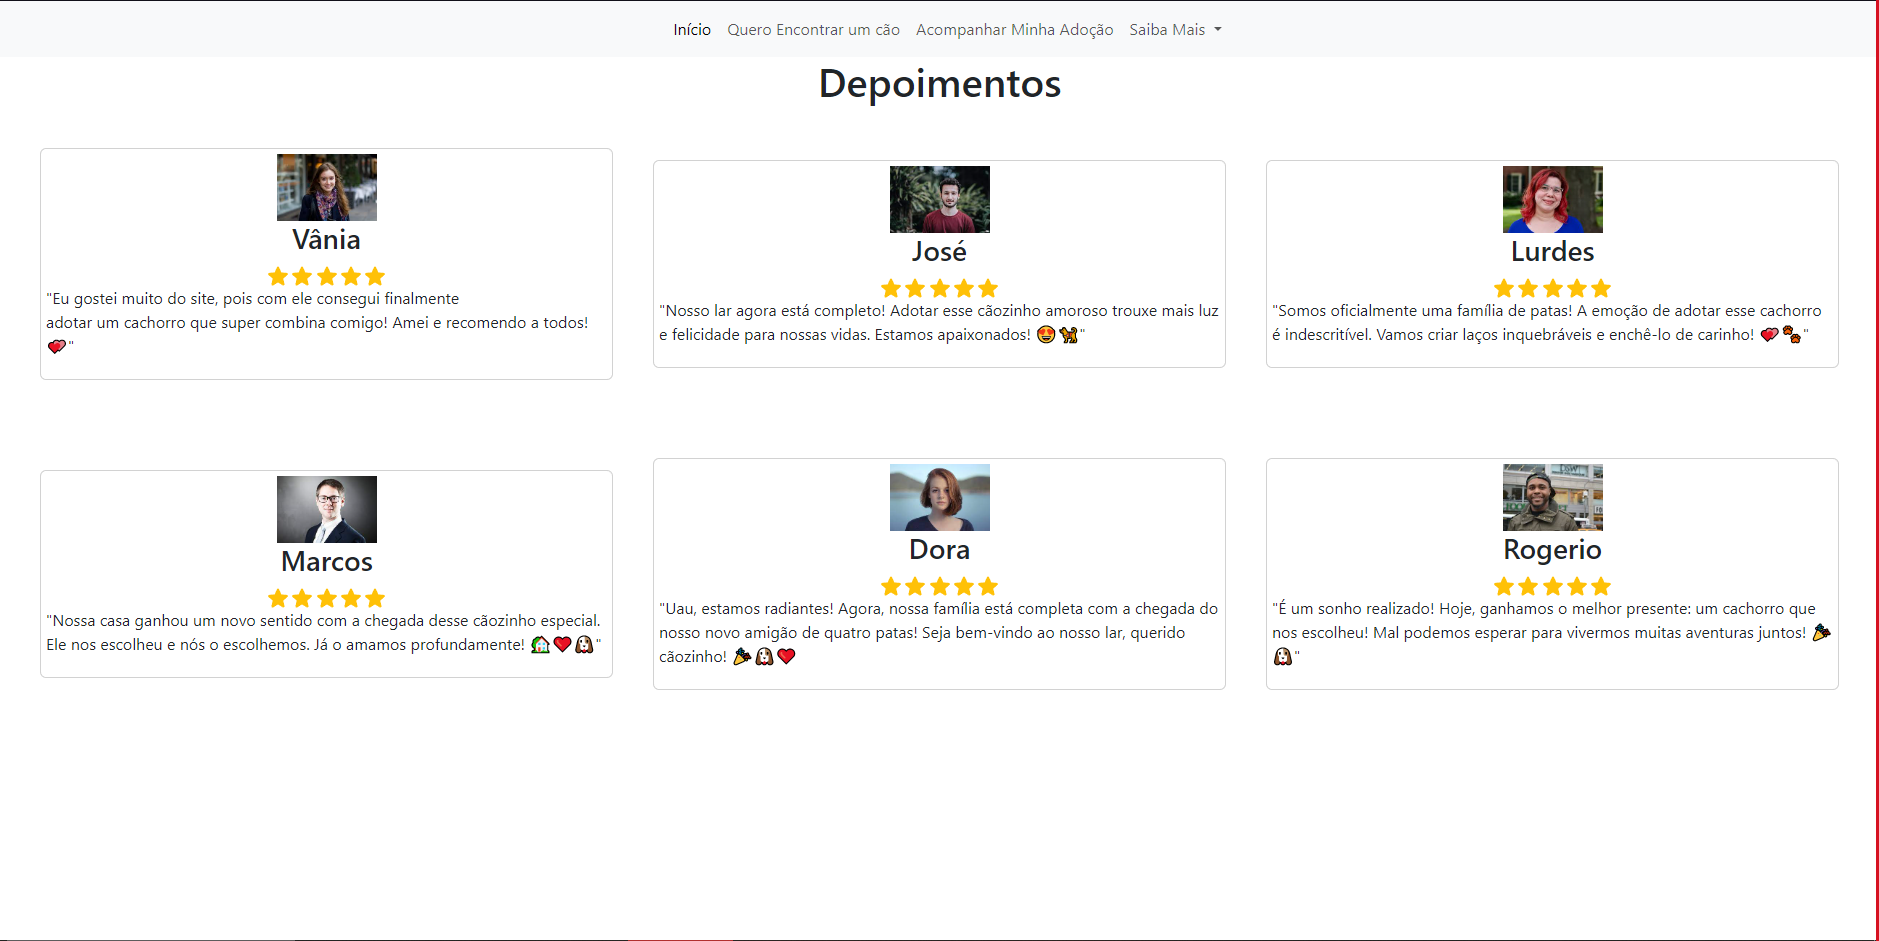 Início Quero Encontrar um cão Acompanhar Minha Adoção Saiba Mais
Depoimentos
Vânia
"Eu gostei muito do site, pois com ele consegui finalmente
adotar um cachorro que super combina comigo! Amei e recomendo a todos!
💕"
José
"Nosso lar agora está completo! Adotar esse cãozinho amoroso trouxe mais luz
e felicidade para nossas vidas. Estamos apaixonados! 😍🐕"
Lurdes
"Somos oficialmente uma família de patas! A emoção de adotar esse cachorro
é indescritível. Vamos criar laços inquebráveis e enchê-lo de carinho! 💕🐾"
Marcos
"Nossa casa ganhou um novo sentido com a chegada desse cãozinho especial.
Ele nos escolheu e nós o escolhemos. Já o amamos profundamente! 🏡❤️🐶"
Dora
"Uau, estamos radiantes! Agora, nossa família está completa com a chegada do
nosso novo amigão de quatro patas! Seja bem-vindo ao nosso lar, querido
cãozinho! 🎉🐶❤️
Rogerio
"É um sonho realizado! Hoje, ganhamos o melhor presente: um cachorro que
nos escolheu! Mal podemos esperar para vivermos muitas aventuras juntos! 🎉
🐶"